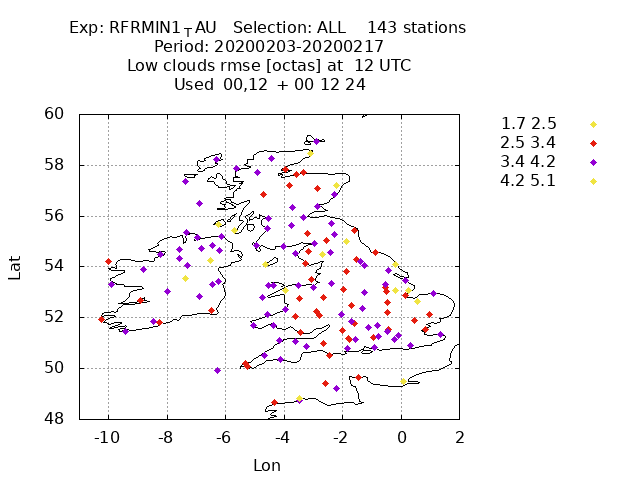 Exp: RFRMIN1_TAU Selection: ALL 143 stations
Period: 20200203-20200217
Low clouds rmse [octas] at 12 UTC
Used 00,12 + 00 12 24
60
58
56
54
52
50
48
-10 -8 -6 -4 -2 0 2
Lat
Lon
1.7 2.5
2.5 3.4
3.4 4.2
4.2 5.1